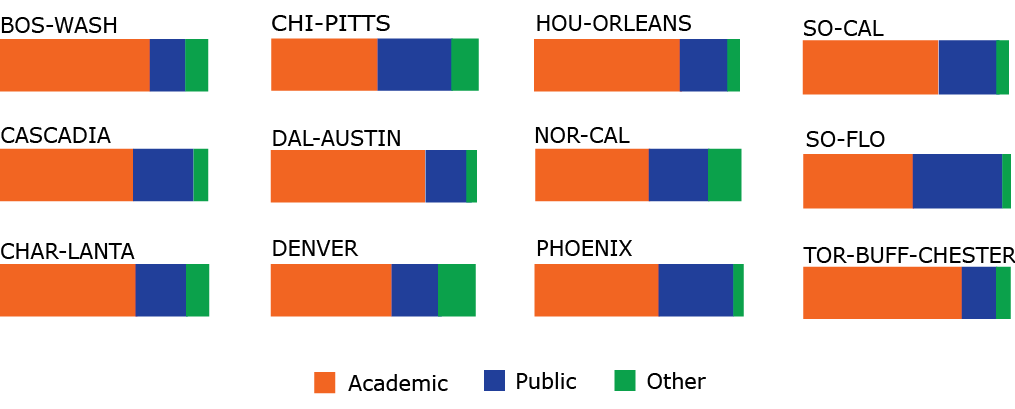 BOS-WASH
CHI-PITTS
HOU-ORLEANS
SO-CAL
CASCADIA
DAL-AUSTIN
NOR-CAL
SO-FLO
CHAR-LANTA
DENVER
PHOENIX
TOR-BUFF-CHESTER
Academic
Public
Other